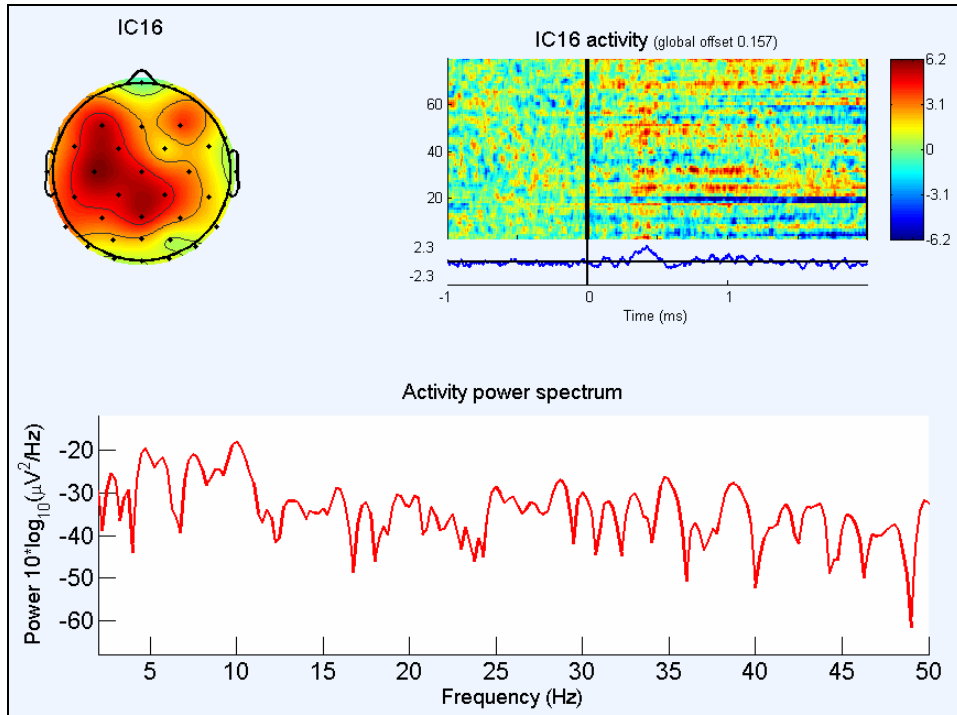 IC16
IC16 activity (global offset 0.157)
60
40
20
6.2
3.1
0
-3.1
-6.2
2.3
-2.3
-1 0 1
Time (ms)
Activity power spectrum
Power 10*log10(μV2/Hz)
-20
-30
-40
-50
-60
5 10 15 20 25 30 35 40 45 50
Frequency (Hz)